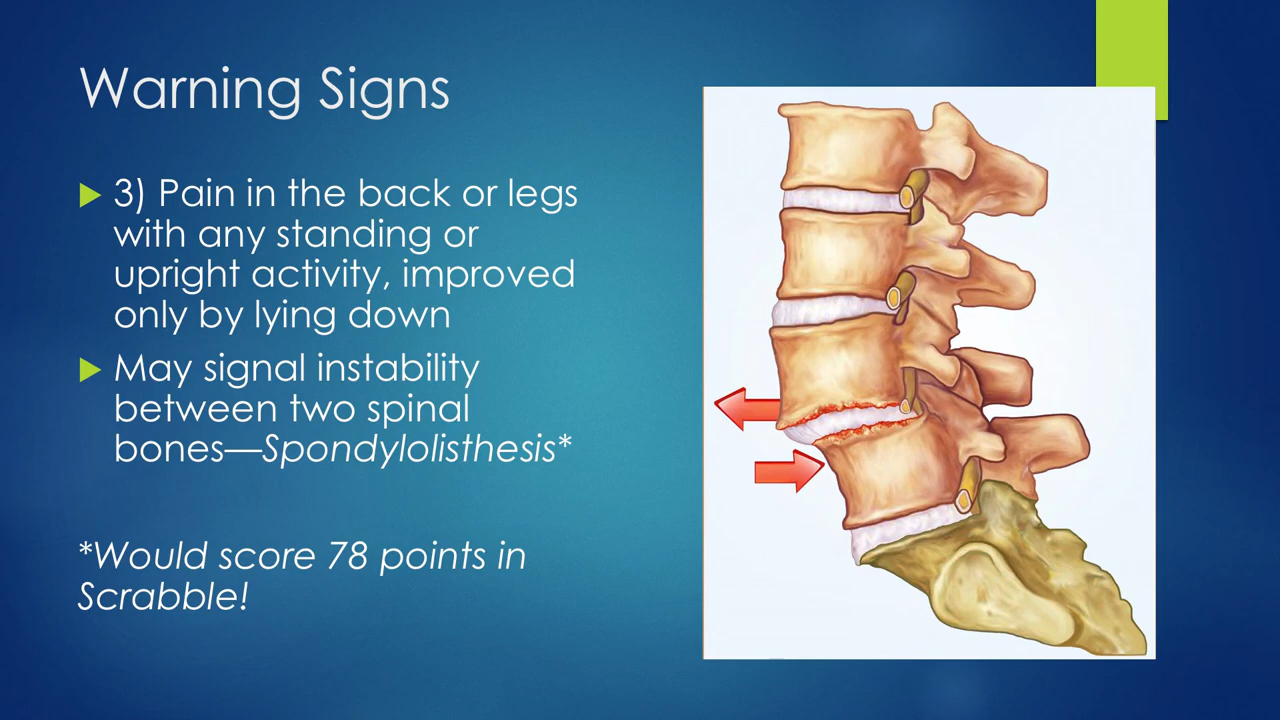 Warning Signs
3) Pain in the back or legs
with any standing or
upright activity, improved
only by lying down
May signal instability
between two spinal
bones—Spondylolisthesis*
*Would score 78 points in
Scrabble!